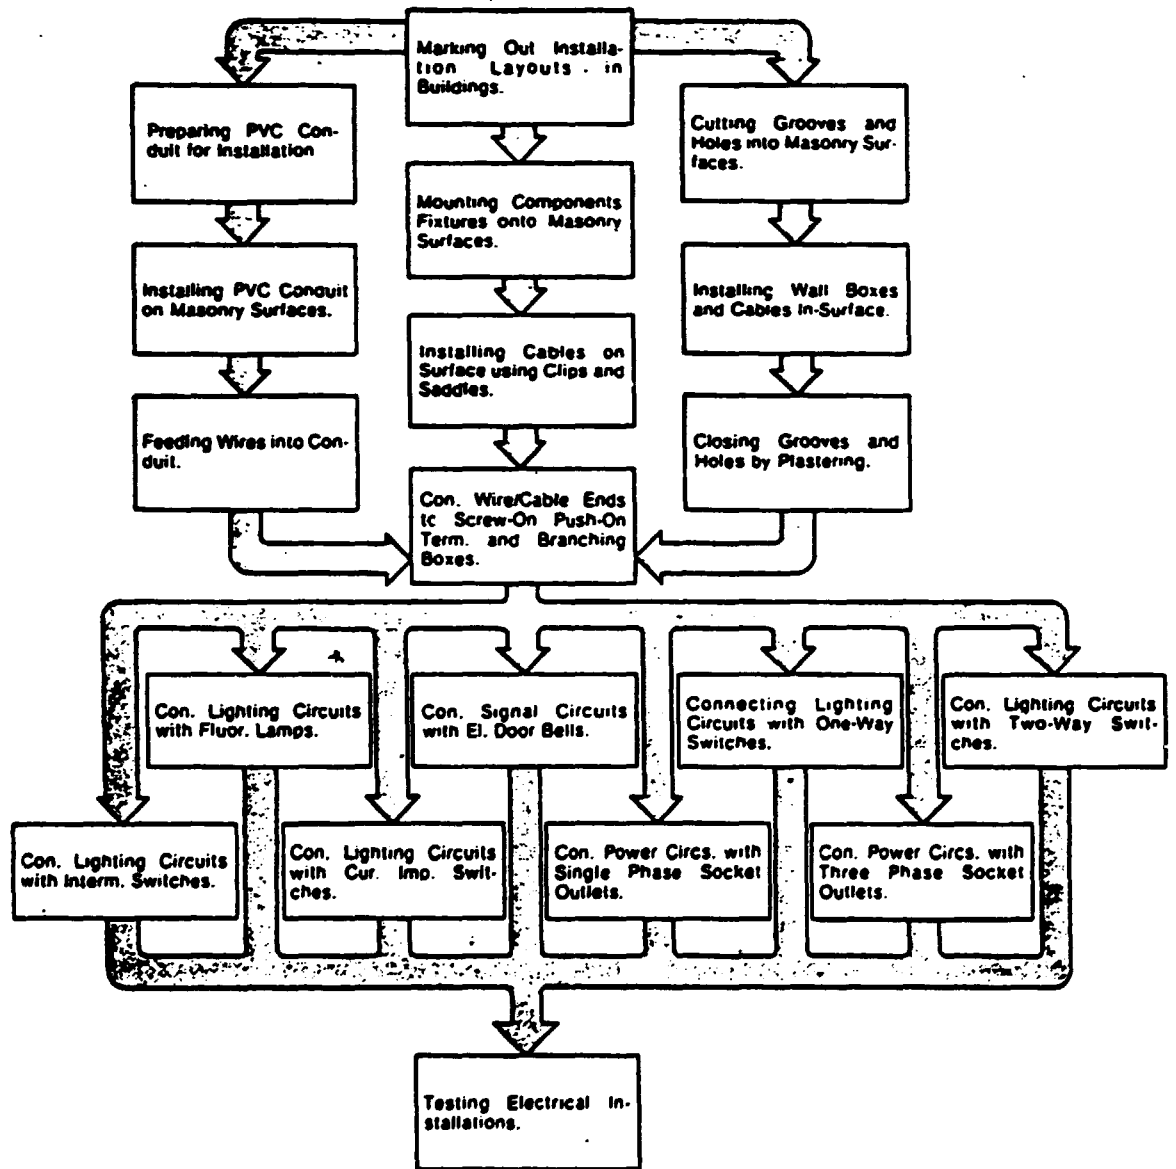 Marking Out Installa-
tion Layouts - in
Buildings.
Preparing PVC Con-
duit for Installation
Cutting Grooves and
Holes into Masonry Sur-
faces.
Mounting Components
Fixtures onto Masonry
Surfaces.
Installing PVC Conduit
on Masonry Surfaces.
Installing Wall Boxes
and Cables In-Surface.
Installing Cables on
Surface using Clips and
Saddles.
Feeding Wires into Con-
duit.
Closing Grooves and
Holes by Plastering.
Con. Wire/Cable Ends
to Screw-On Push-On
Term. and Branching
Boxes.
Con. Lighting Circuits
with Fluor. Lamps.
Con. Signal Circuits
with El. Door Bells.
Connecting Lighting
Circuits with One-Way
Switches.
Con. Lighting Circuits
with Two-Way Swit-
ches.
Con. Lighting Circuits
with Interm. Switches.
Con. Lighting Circuits
with Cur. Imp. Swit-
ches.
Con. Power Circs. with
Single Phase Socket
Outlets.
Con. Power Circs. with
Three Phase Socket
Outlets.
Testing Electrical In-
stallations.